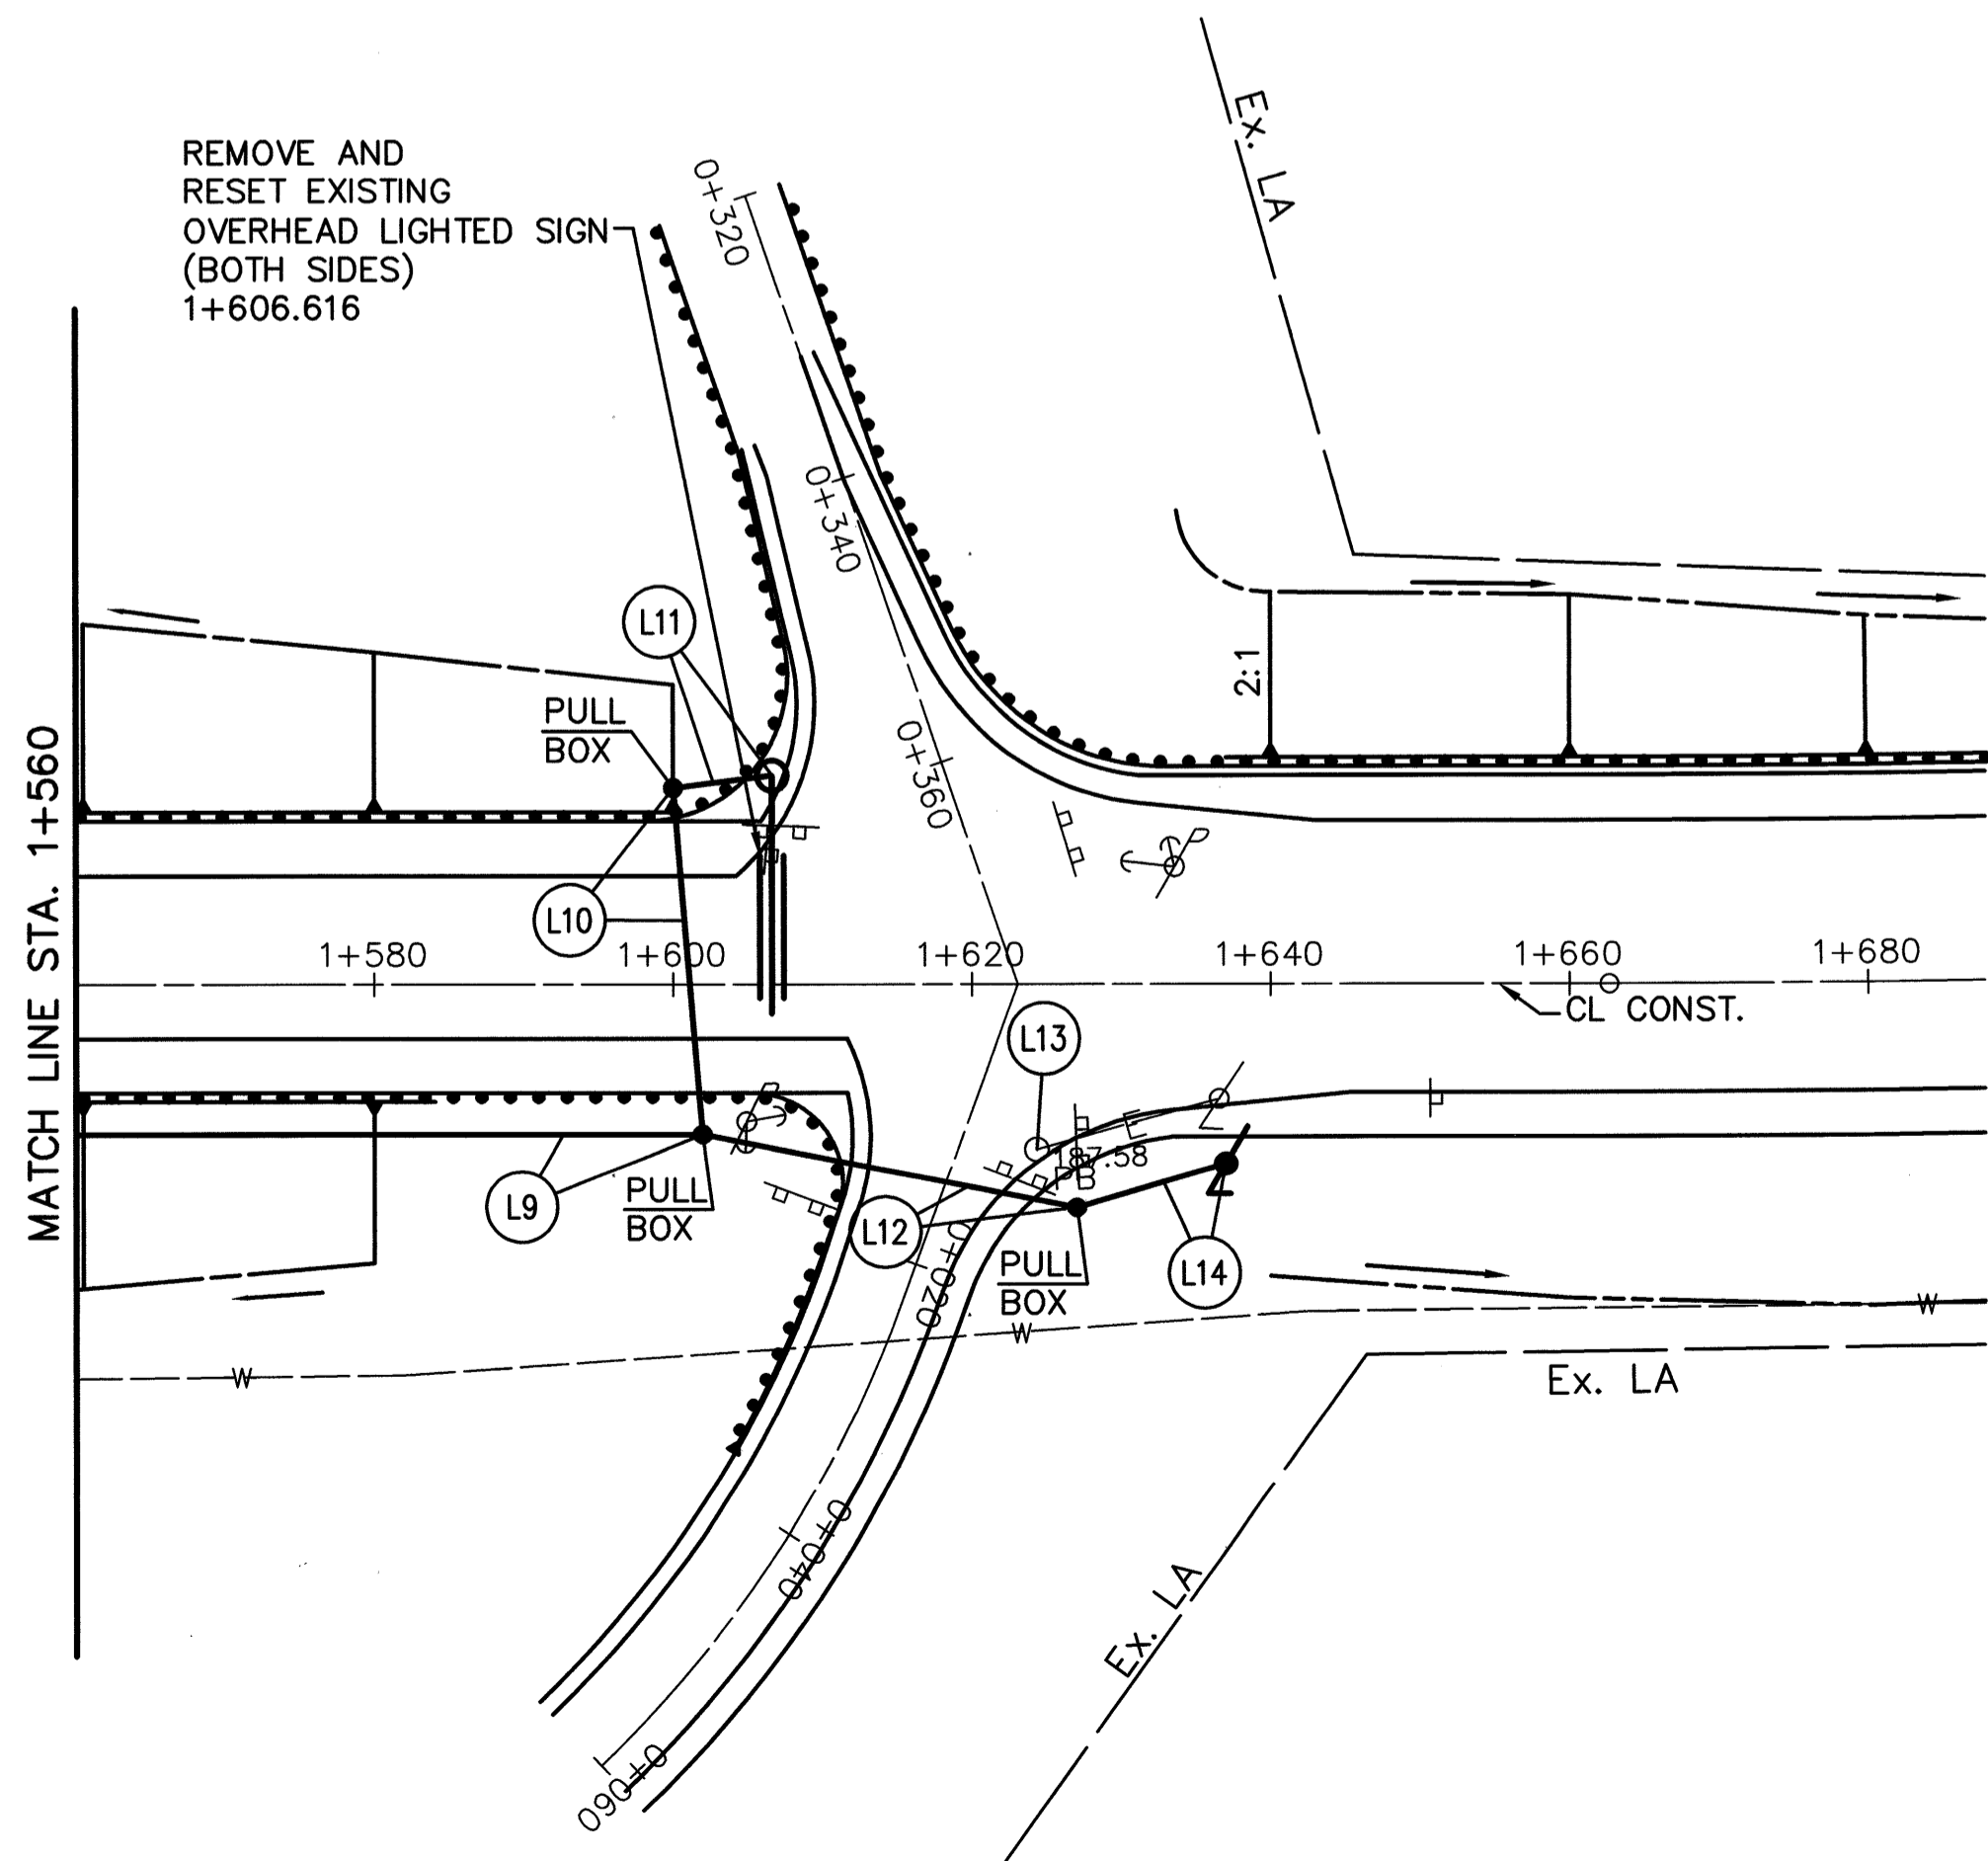 REMOVE AND
RESET EXISTING
OVERHEAD LIGHTED SIGN
(BOTH SIDES)
1+606.616
Ex. LA
0+320
0+340
0+360
L11
PULL
BOX
2:1
MATCH LINE STA. 1+560
L10
1+580
1+600
1+620
1+640
1+660
1+680
CL CONST.
L13
187.58
PB
L9
PULL
BOX
L12
PULL
BOX
L14
0+020
W
W
W
Ex. LA
0+040
Ex. LA
0+060